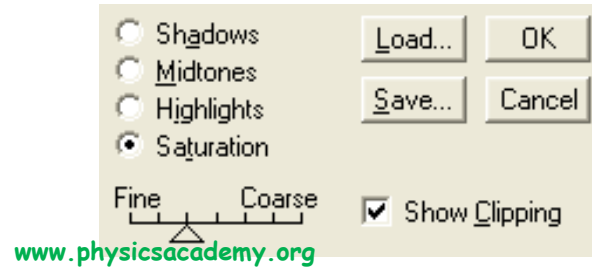 Shadows
Midtones
Highlights
Saturation
Fine Coarse
Load... OK
Save... Cancel
Show Clipping
www.physicsacademy.org